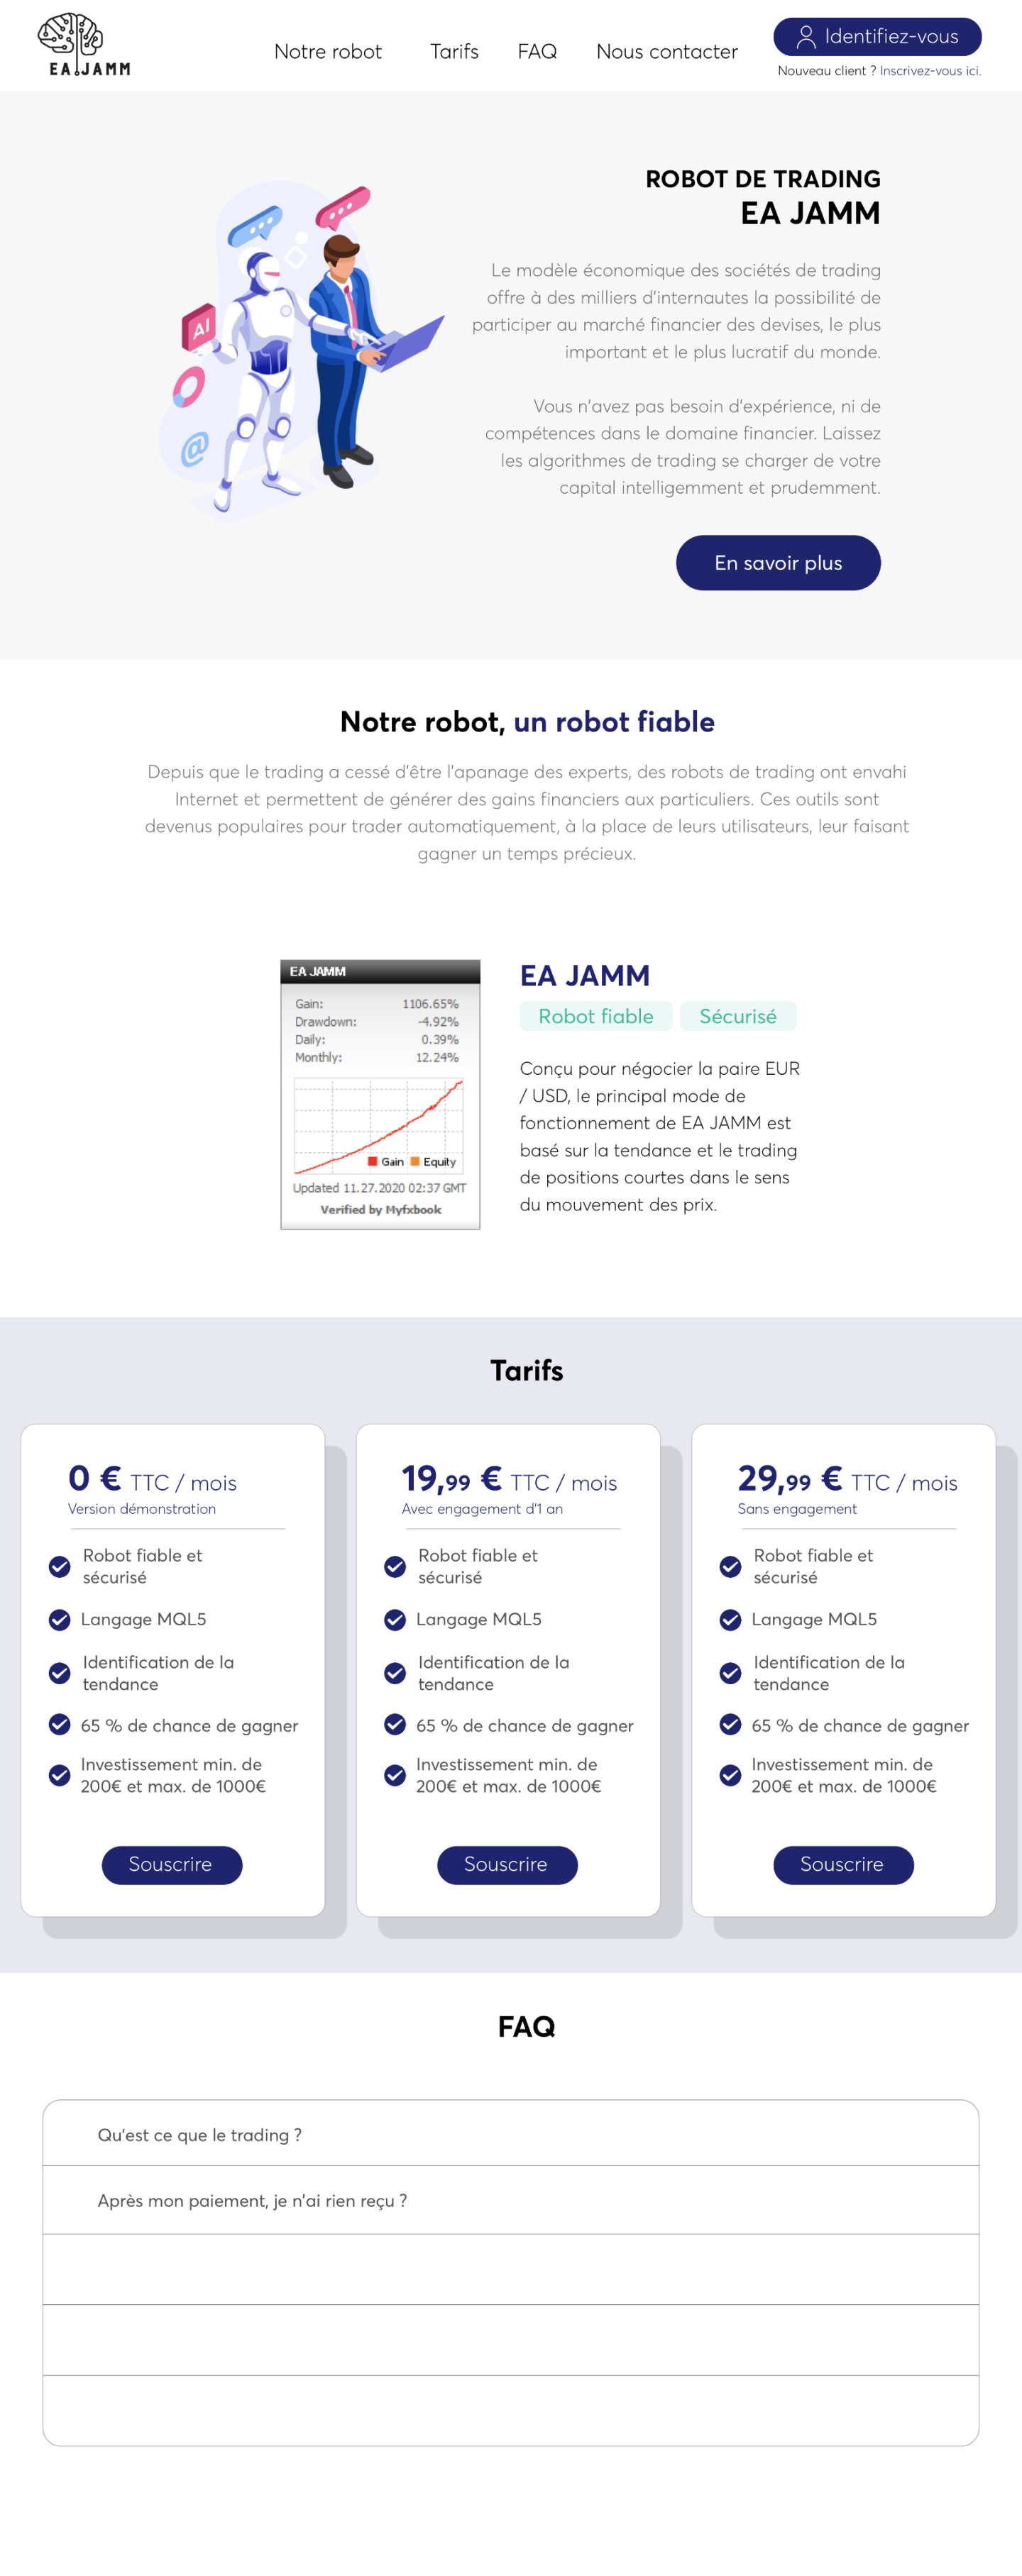 EA JAMM
Notre robot
Tarifs
FAQ
Nous contacter
Identifiez-vous
Nouveau client ? Inscrivez-vous ici.
ROBOT DE TRADING
EA JAMM
Le modèle économique des sociétés de trading
offre à des milliers d'internautes la possibilité de
participer au marché financier des devises, le plus
important et le plus lucratif du monde.
Vous n'avez pas besoin d'expérience, ni de
compétences dans le domaine financier. Laissez
les algorithmes de trading se charger de votre
capital intelligemment et prudemment.
AI
@
En savoir plus
Notre robot, un robot fiable
Depuis que le trading a cessé d'être l'apanage des experts, des robots de trading ont envahi
Internet et permettent de générer des gains financiers aux particuliers. Ces outils sont
devenus populaires pour trader automatiquement, à la place de leurs utilisateurs, leur faisant
gagner un temps précieux.
EA JAMM
Gain: 1106.65%
Drawdown: -4.92%
Daily: 0.39%
Monthly: 12.24%
Gain Equity
Updated 11.27.2020 02:37 GMT
Verified by Myfxbook
EA JAMM
Robot fiable
Sécurisé
Conçu pour négocier la paire EUR
/ USD, le principal mode de
fonctionnement de EA JAMM est
basé sur la tendance et le trading
de positions courtes dans le sens
du mouvement des prix.
Tarifs
0 € TTC / mois
Version démonstration
Robot fiable et
sécurisé
Langage MQL5
Identification de la
tendance
65 % de chance de gagner
Investissement min. de
200€ et max. de 1000€
Souscrire
19,99 € TTC / mois
Avec engagement d'1 an
Robot fiable et
sécurisé
Langage MQL5
Identification de la
tendance
65 % de chance de gagner
Investissement min. de
200€ et max. de 1000€
Souscrire
29,99 € TTC / mois
Sans engagement
Robot fiable et
sécurisé
Langage MQL5
Identification de la
tendance
65 % de chance de gagner
Investissement min. de
200€ et max. de 1000€
Souscrire
FAQ
Qu'est ce que le trading ?
Après mon paiement, je n'ai rien reçu ?